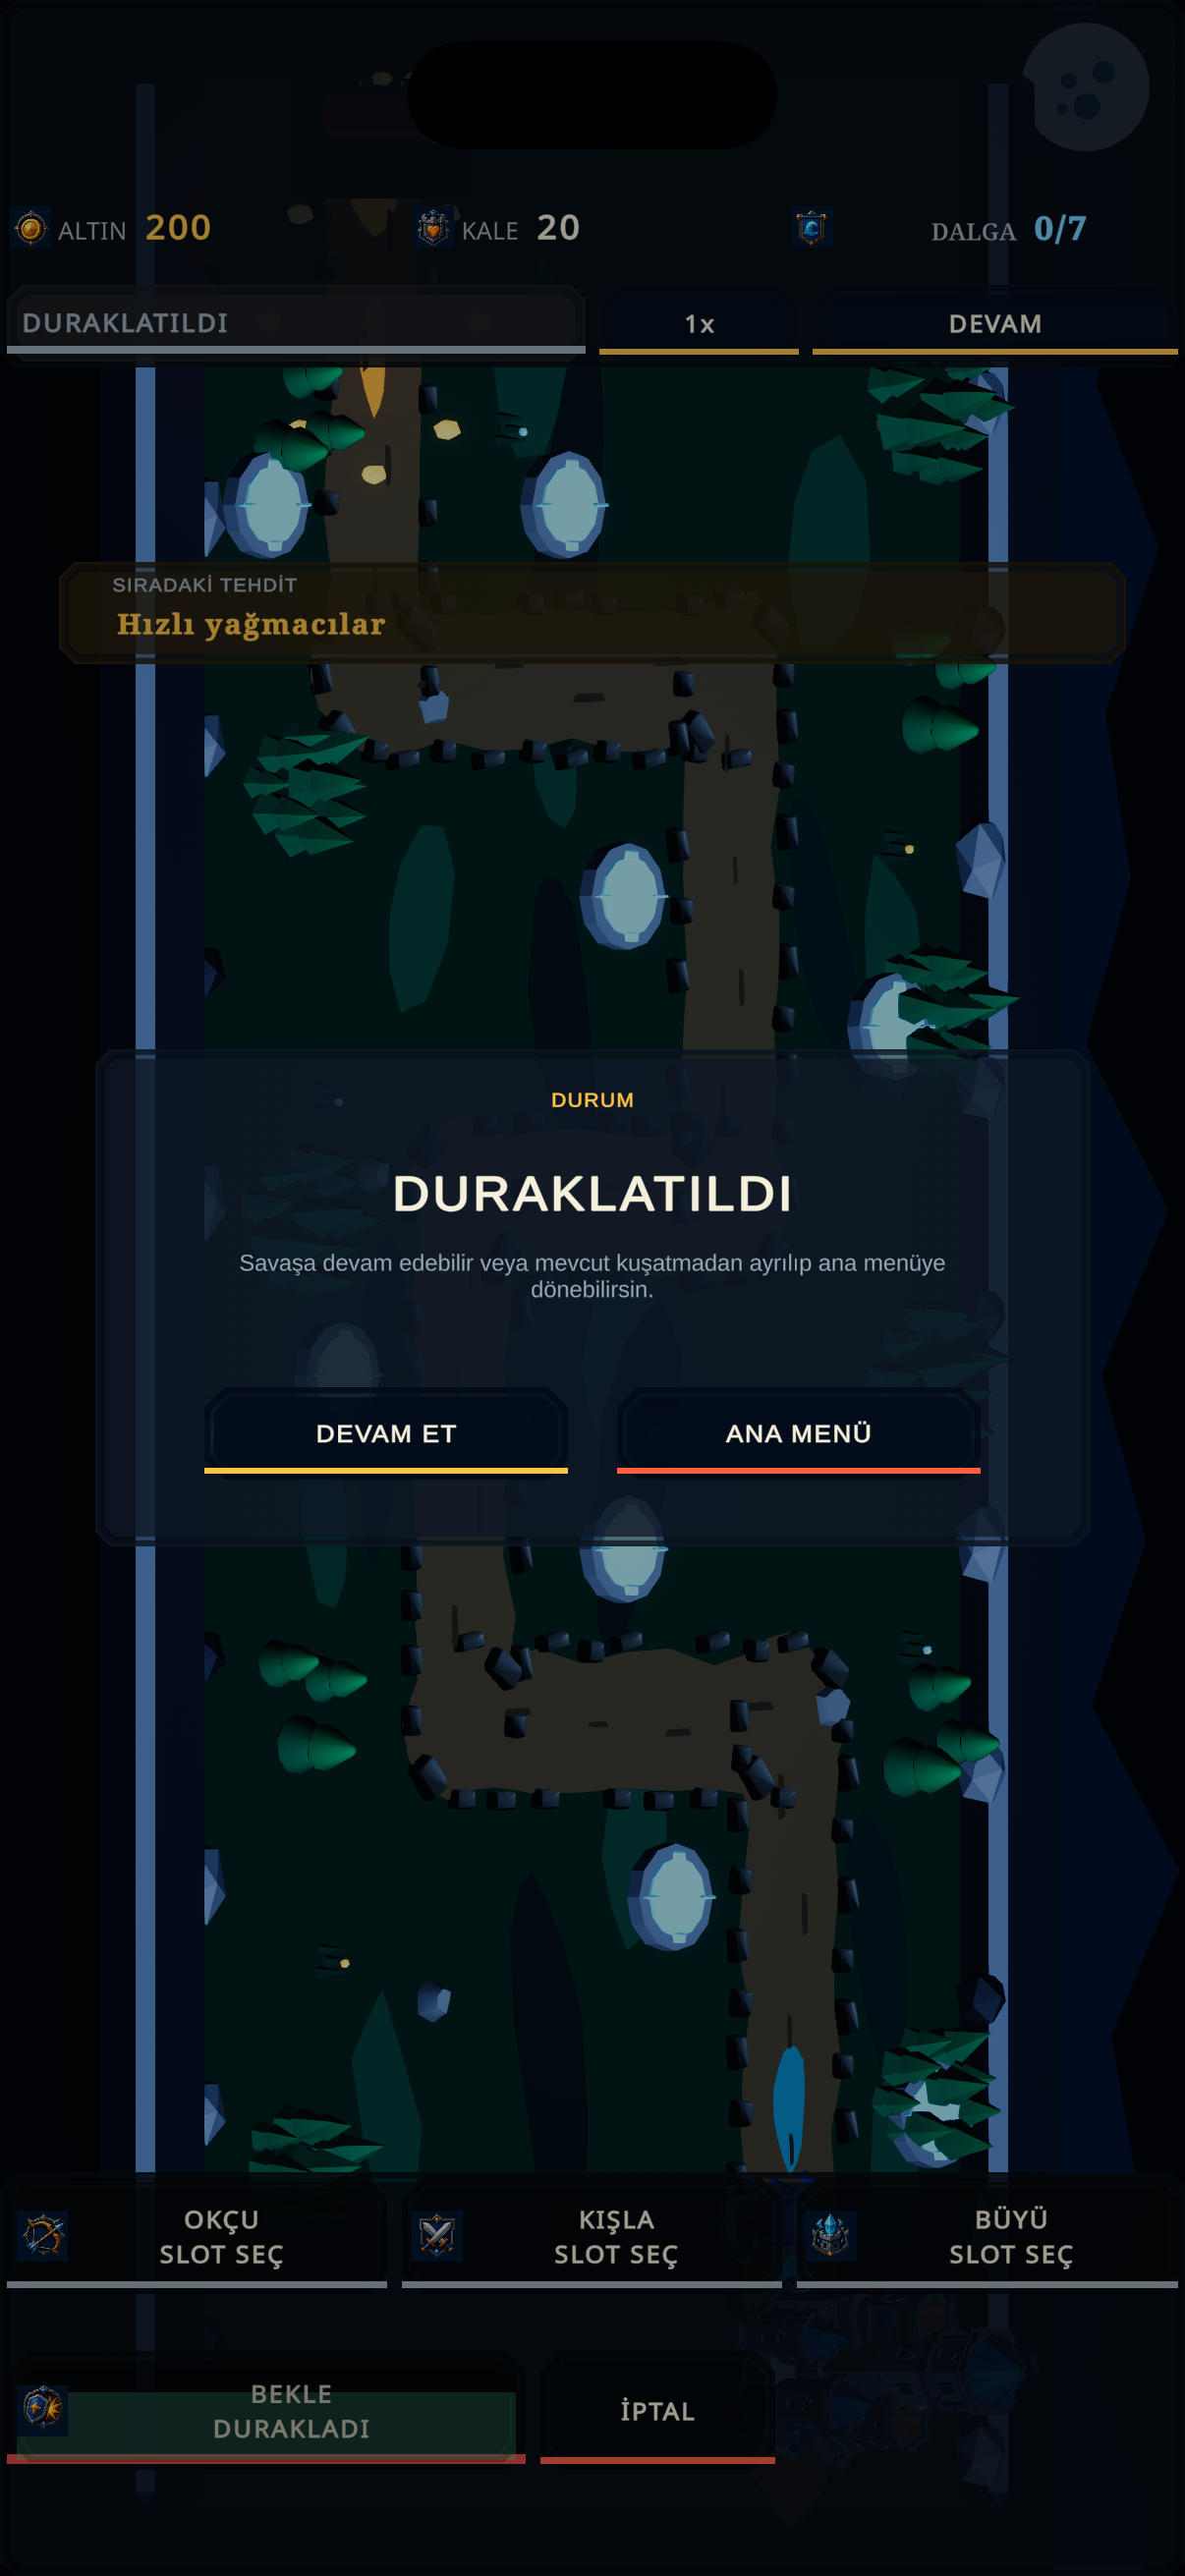 ALTIN 200 KALE 20 DALGA 0/7
DURAKLATILDI 1x DEVAM
SIRADAKİ TEHDİT
Hızlı yağmacılar
DURUM
DURAKLATILDI
Savaşa devam edebilir veya mevcut kuşatmadan ayrılıp ana menüye
dönebilirsin.
DEVAM ET ANA MENÜ
OKÇU
SLOT SEÇ
KIŞLA
SLOT SEÇ
BÜYÜ
SLOT SEÇ
BEKLE
DURAKLADI
İPTAL